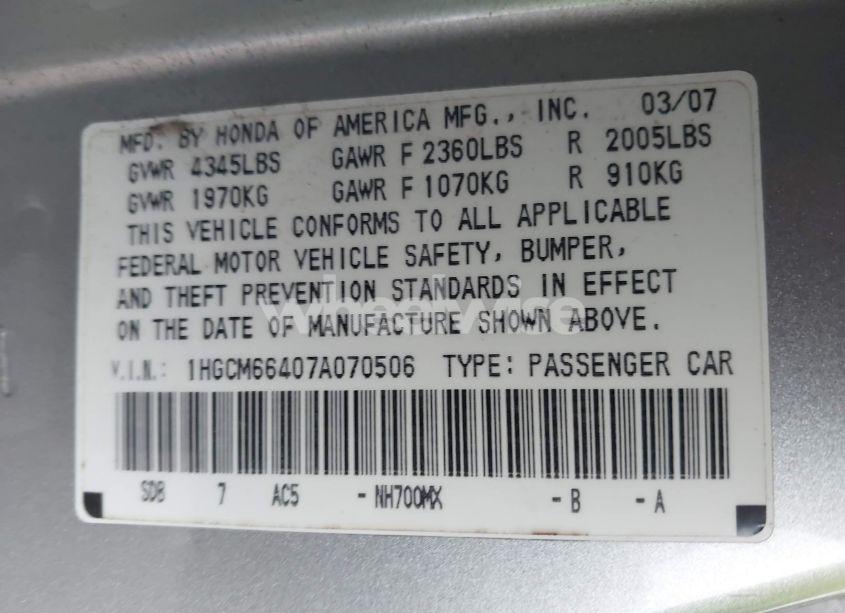 MFD. BY HONDA OF AMERICA MFG., INC. 03/07
GVWR 4345LBS GAWR F 2360LBS R 2005LBS
GVWR 1970KG GAWR F 1070KG R 910KG
THIS VEHICLE CONFORMS TO ALL APPLICABLE
FEDERAL MOTOR VEHICLE SAFETY, BUMPER,
AND THEFT PREVENTION STANDARDS IN EFFECT
wheelwise
ON THE DATE OF MANUFACTURE SHOWN ABOVE.
V.I.N.: 1HGCM66407A070506 TYPE: PASSENGER CAR
SDB 7 AC5 -NH700MX -B -A